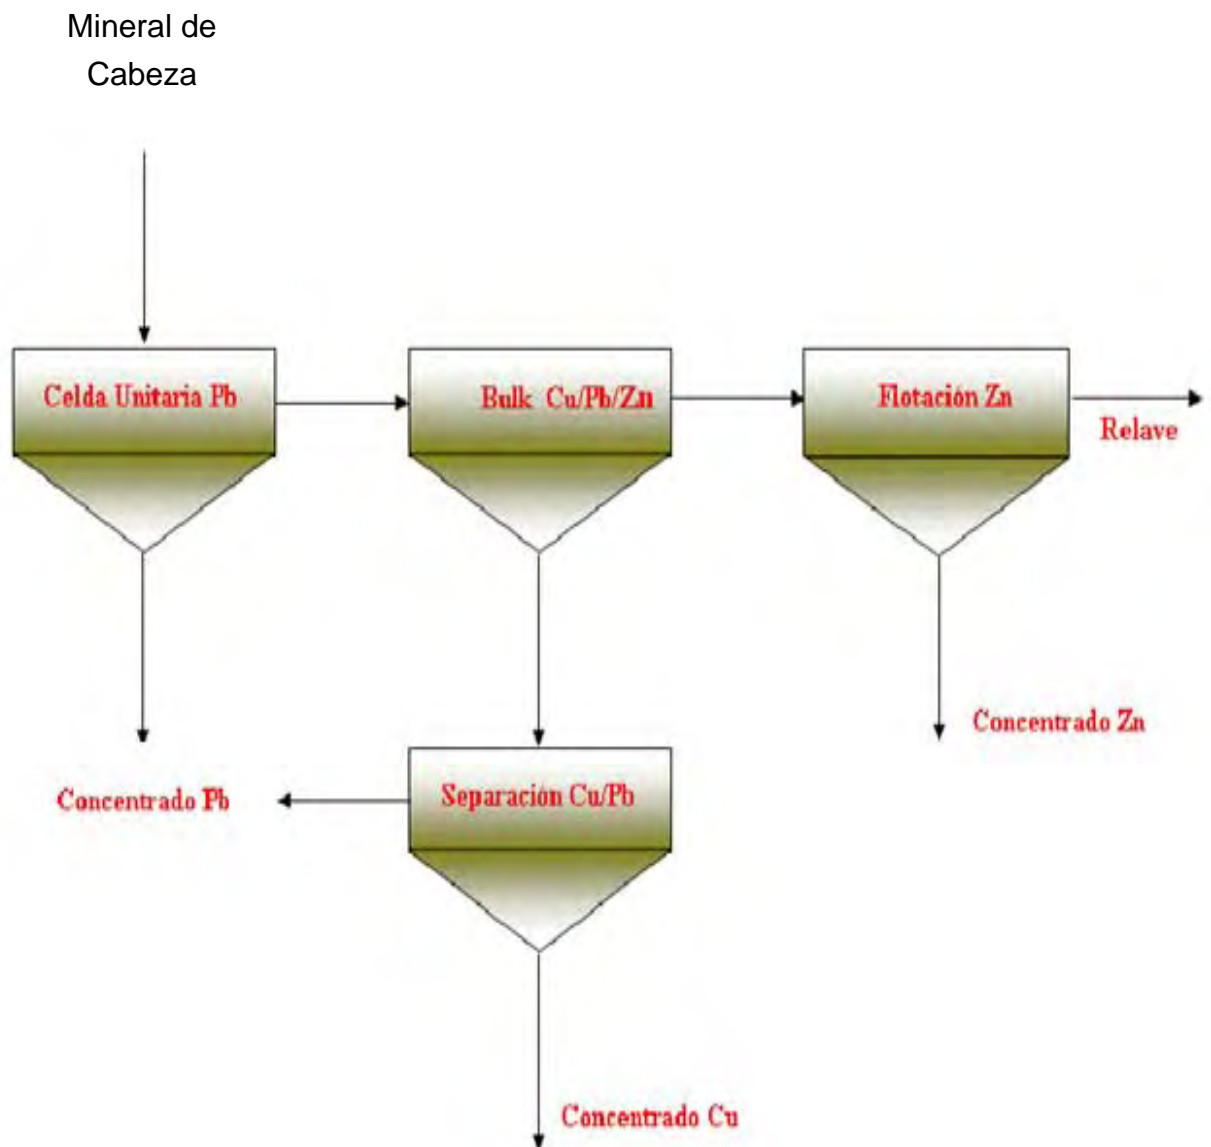 Mineral de
Cabeza
Celda Unitaria Pb
Bulk Cu/Pb/Zn
Flotación Zn
Relave
Concentrado Zn
Concentrado Pb
Separación Cu/Pb
Concentrado Cu